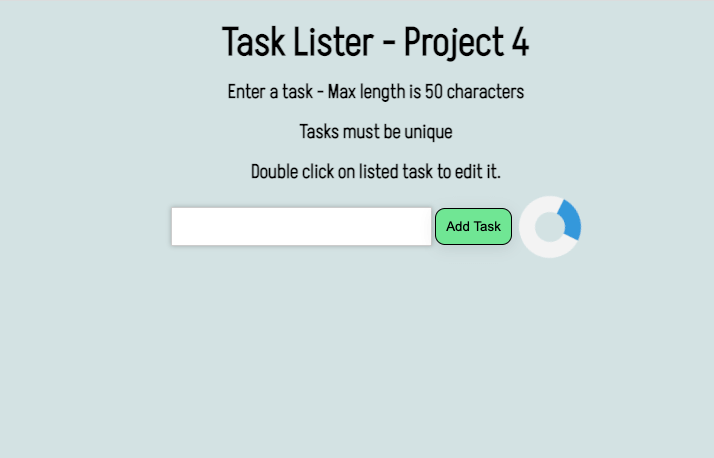 Task Lister - Project 4
Enter a task - Max length is 50 characters
Tasks must be unique
Double click on listed task to edit it.
Add Task